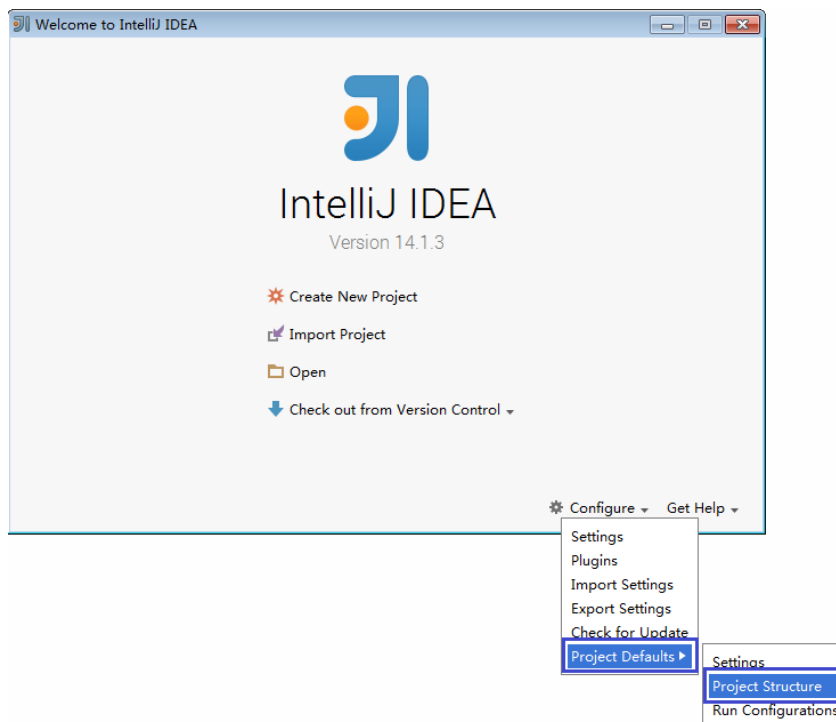 Welcome to IntelliJ IDEA
IntelliJ IDEA
Version 14.1.3
Create New Project
Import Project
Open
Check out from Version Control
Configure Get Help
Settings
Plugins
Import Settings
Export Settings
Check for Update
Project Defaults
Settings
Project Structure
Run Configurations